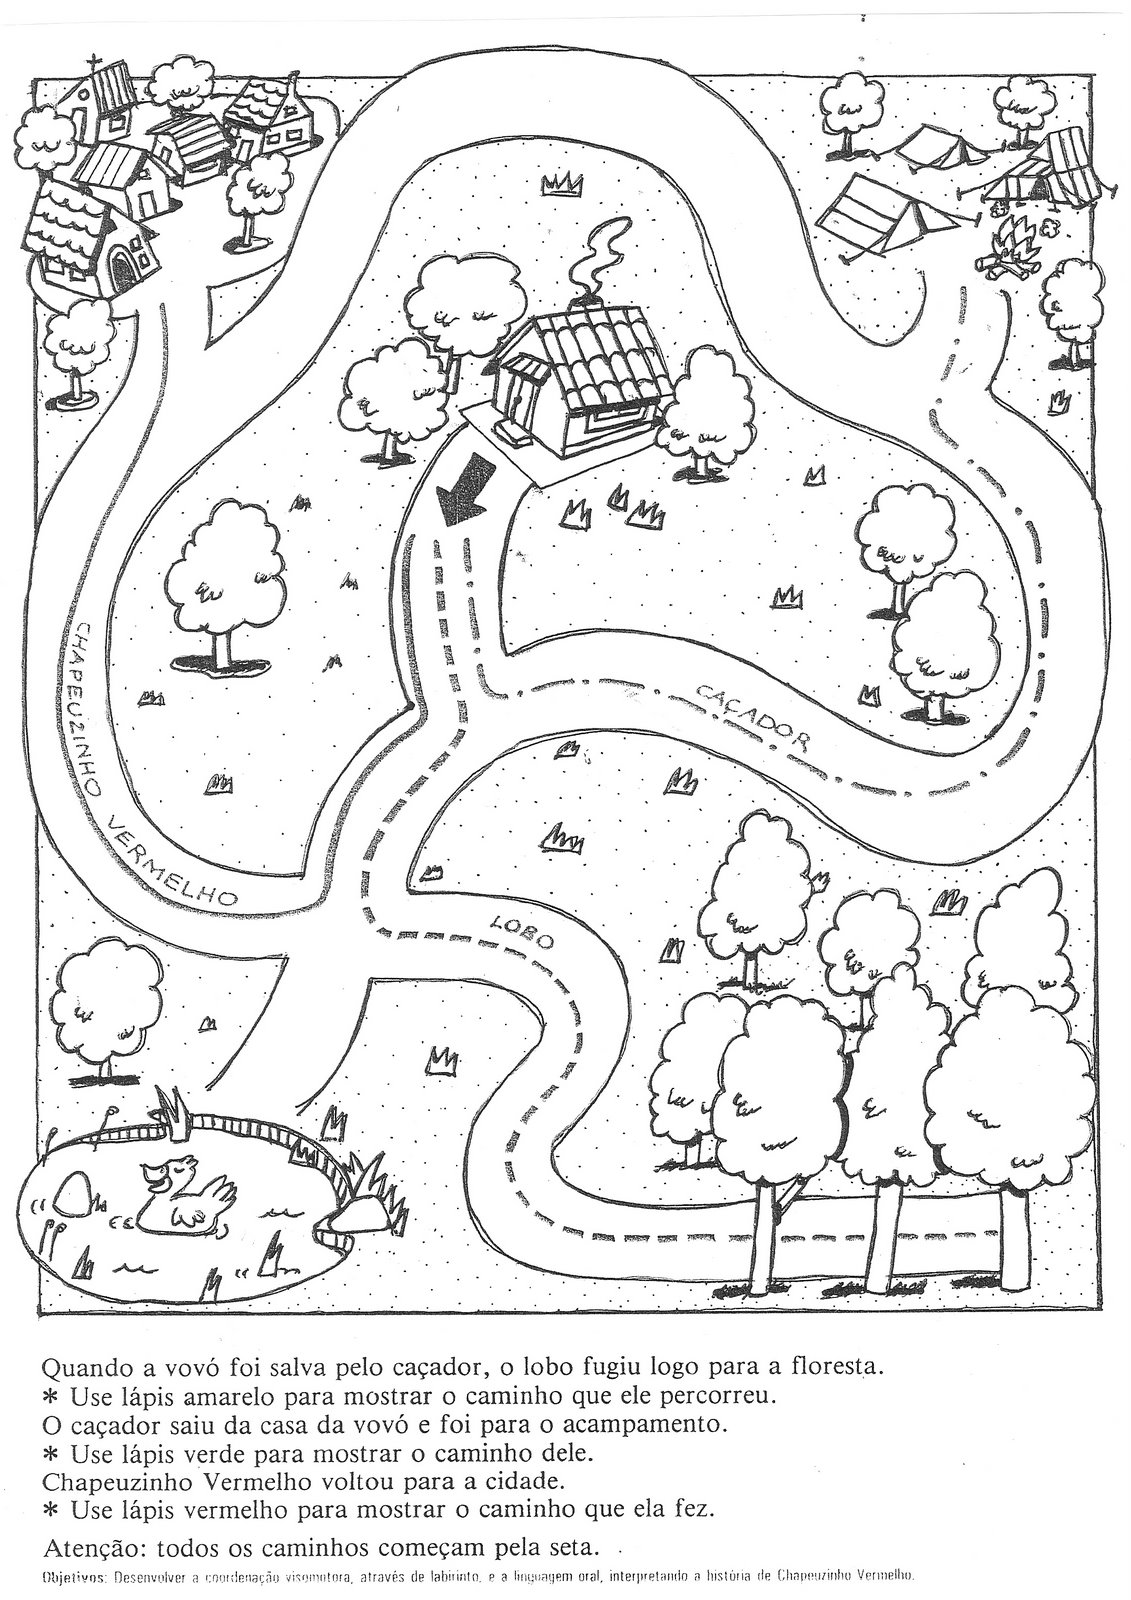 CHAPEUZINHO VERMELHO
CAÇADOR
LOBO
Quando a vovó foi salva pelo caçador, o lobo fugiu logo para a floresta.
* Use lápis amarelo para mostrar o caminho que ele percorreu.
O caçador saiu da casa da vovó e foi para o acampamento.
* Use lápis verde para mostrar o caminho dele.
Chapeuzinho Vermelho voltou para a cidade.
* Use lápis vermelho para mostrar o caminho que ela fez.
Atenção: todos os caminhos começam pela seta.
Objetivos: Desenvolver a coordenação visomotora, através de labirinto, e a linguagem oral, interpretando a história de Chapeuzinho Vermelho.